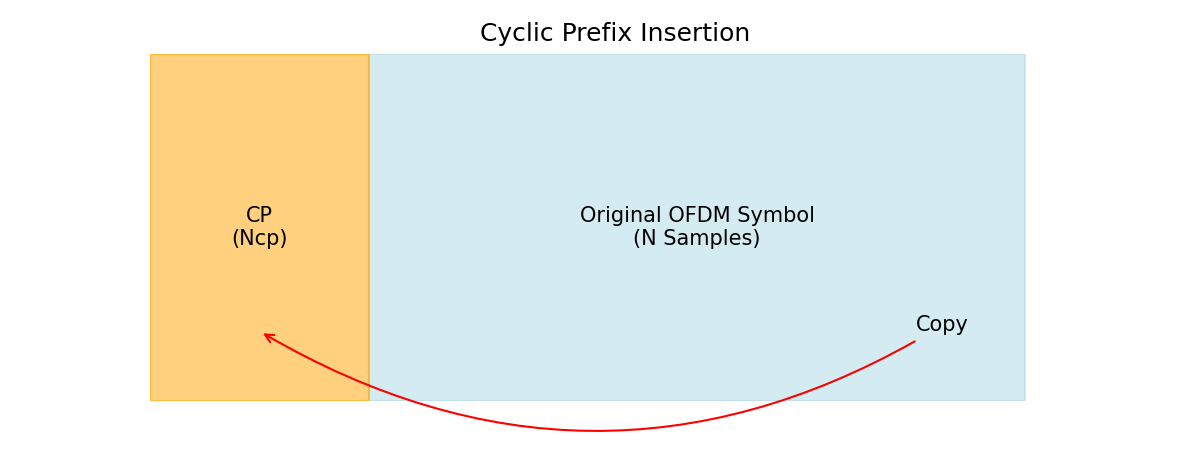 Cyclic Prefix Insertion
CP
(Ncp)
Original OFDM Symbol
(N Samples)
Copy